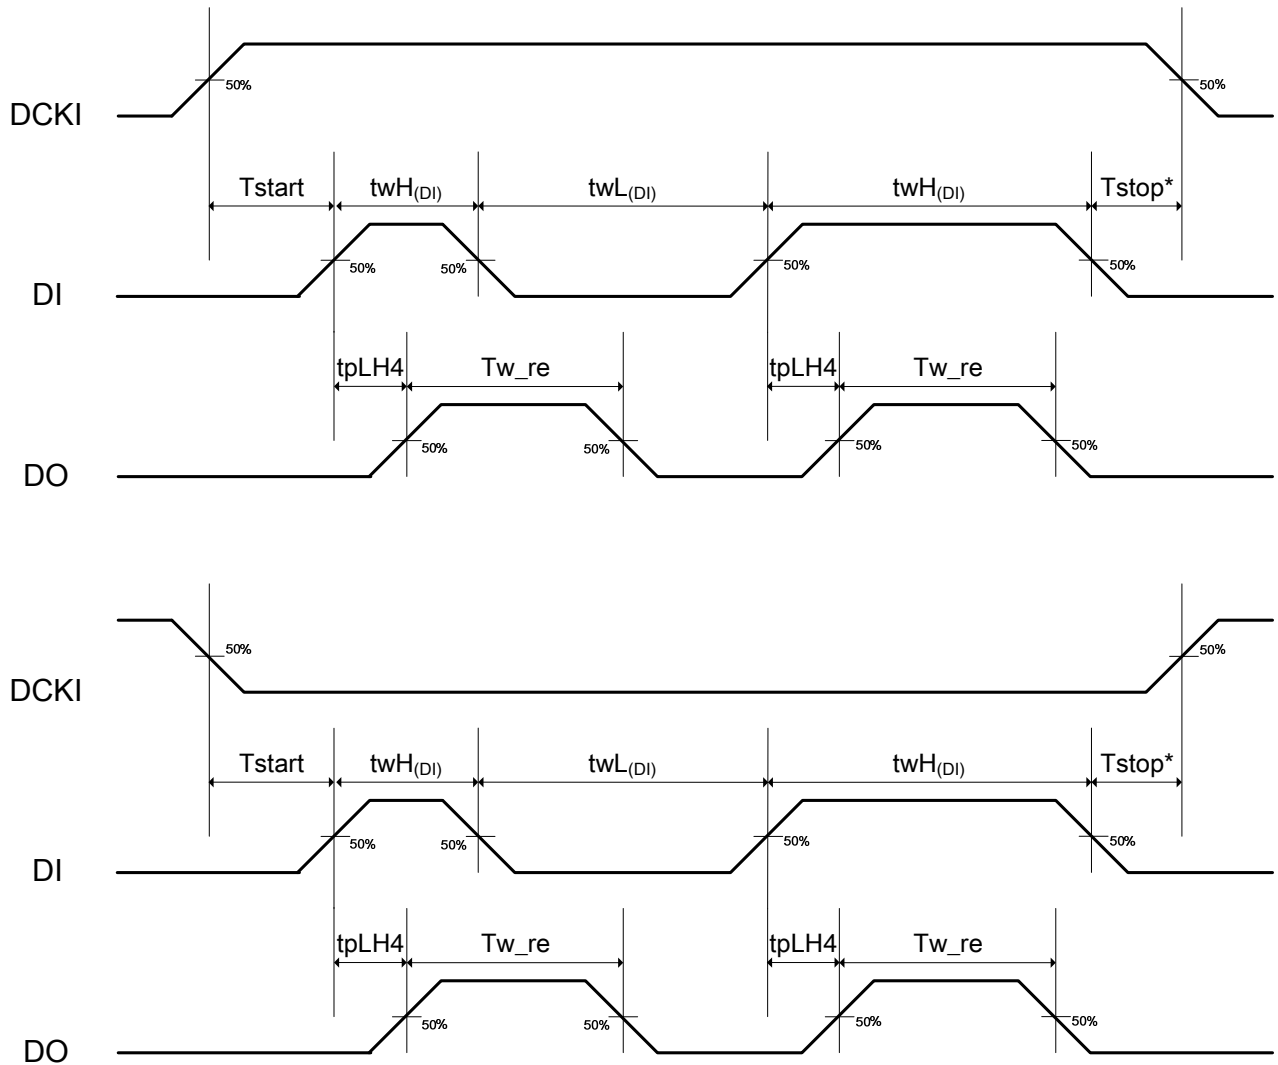 50%
50%
DCKI
Tstart twH(DI) twL(DI) twH(DI) Tstop*
50% 50% 50% 50%
DI
tpLH4 Tw_re tpLH4 Tw_re
50% 50% 50% 50%
DO
50% 50%
DCKI
Tstart twH(DI) twL(DI) twH(DI) Tstop*
50% 50% 50% 50%
DI
tpLH4 Tw_re tpLH4 Tw_re
50% 50% 50% 50%
DO